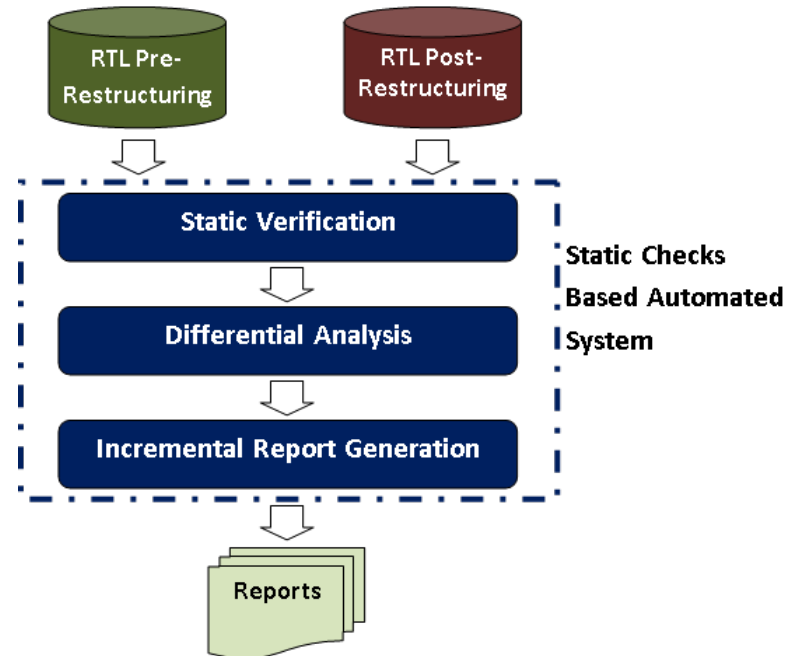 RTL Pre-
Restructuring
RTL Post-
Restructuring
Static Verification
Differential Analysis
Incremental Report Generation
Static Checks
Based Automated
System
Reports